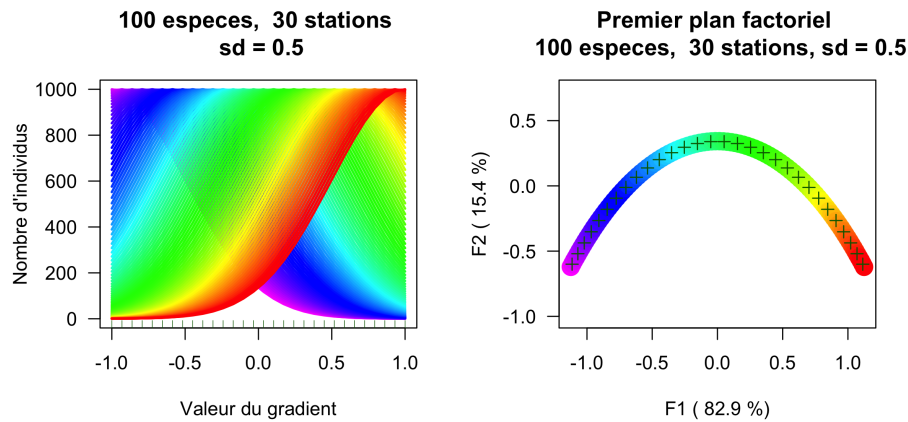 100 especes,  30 stations
sd = 0.5
Nombre d'individus
1000
800
600
400
200
0
-1.0 -0.5 0.0 0.5 1.0
Valeur du gradient
Premier plan factoriel
100 especes,  30 stations, sd = 0.5
F2 ( 15.4 %)
0.5
0.0
-0.5
-1.0
-1.0 -0.5 0.0 0.5 1.0
F1 ( 82.9 %)